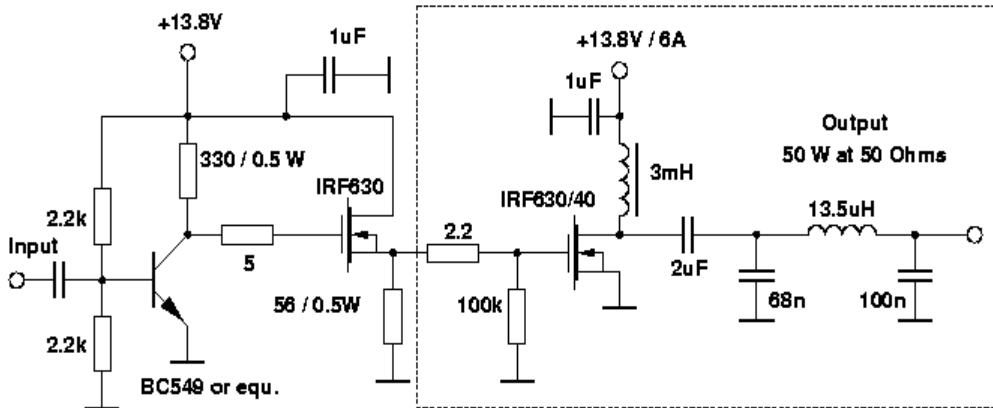 +13.8V
1uF
+13.8V / 6A
1uF
Output
50 W at 50 Ohms
330 / 0.5 W
3mH
IRF630
IRF630/40
13.5uH
2.2k
2.2
Input
5
2uF
68n
100n
56 / 0.5W
100k
2.2k
BC549 or equ.